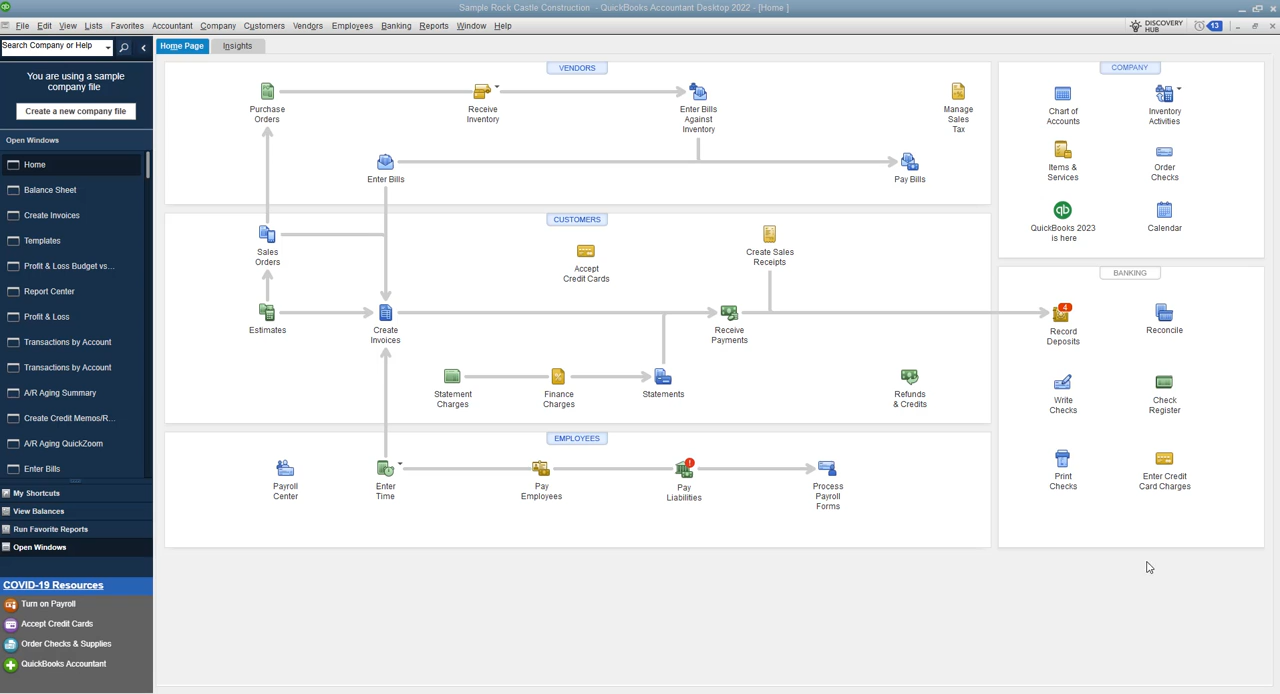 Sample Rock Castle Construction - QuickBooks Accountant Desktop 2022 - [Home ]
File Edit View Lists Favorites Accountant Company Customers Vendors Employees Banking Reports Window Help
DISCOVERY
HUB
13
Search Company or Help
Home Page Insights
You are using a sample
company file
Create a new company file
Open Windows
Home
Balance Sheet
Create Invoices
Templates
Profit & Loss Budget vs...
Report Center
Profit & Loss
Transactions by Account
Transactions by Account
A/R Aging Summary
Create Credit Memos/R...
A/R Aging QuickZoom
Enter Bills
My Shortcuts
View Balances
Run Favorite Reports
Open Windows
COVID-19 Resources
Turn on Payroll
Accept Credit Cards
Order Checks & Supplies
QuickBooks Accountant
VENDORS
Purchase
Orders
Receive
Inventory
Enter Bills
Against
Inventory
Manage
Sales
Tax
Enter Bills
Pay Bills
CUSTOMERS
Sales
Orders
Accept
Credit Cards
Create Sales
Receipts
Estimates
Create
Invoices
Receive
Payments
Statement
Charges
Finance
Charges
Statements
Refunds
& Credits
EMPLOYEES
Payroll
Center
Enter
Time
Pay
Employees
!
Pay
Liabilities
Process
Payroll
Forms
COMPANY
Chart of
Accounts
Inventory
Activities
Items &
Services
Order
Checks
qb
QuickBooks 2023
is here
Calendar
BANKING
4
Record
Deposits
Reconcile
Write
Checks
Check
Register
Print
Checks
Enter Credit
Card Charges